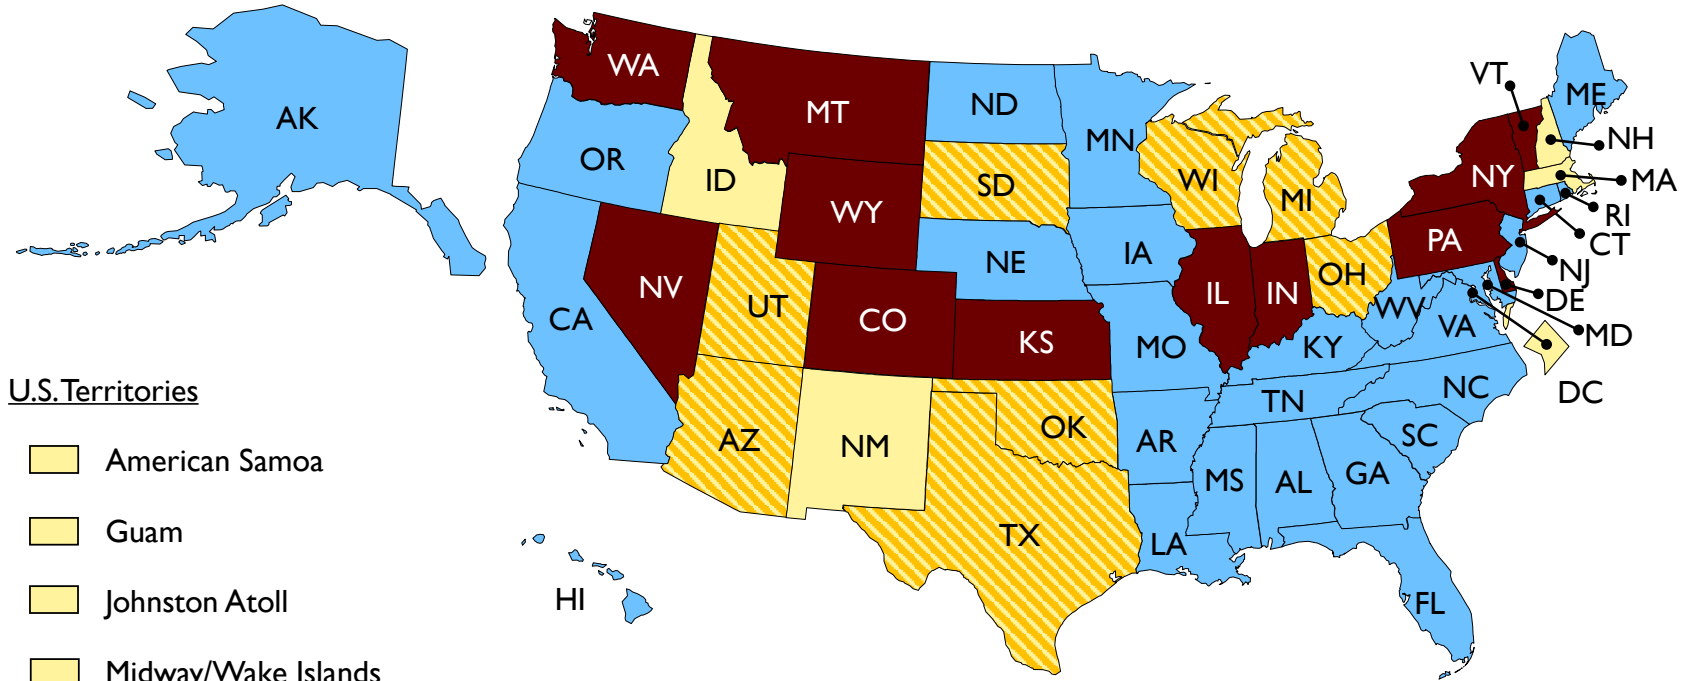 AK
WA
MT
ND
MN
VT
ME
NH
MA
RI
CT
NJ
DE
MD
DC
OR
ID
WY
SD
WI
MI
NY
PA
NE
IA
NV
UT
CO
IL
IN
OH
WV
VA
CA
KS
MO
KY
NC
TN
AZ
NM
OK
AR
SC
MS
AL
GA
TX
LA
HI
FL
U.S. Territories
American Samoa
Guam
Johnston Atoll
Midway/Wake Islands